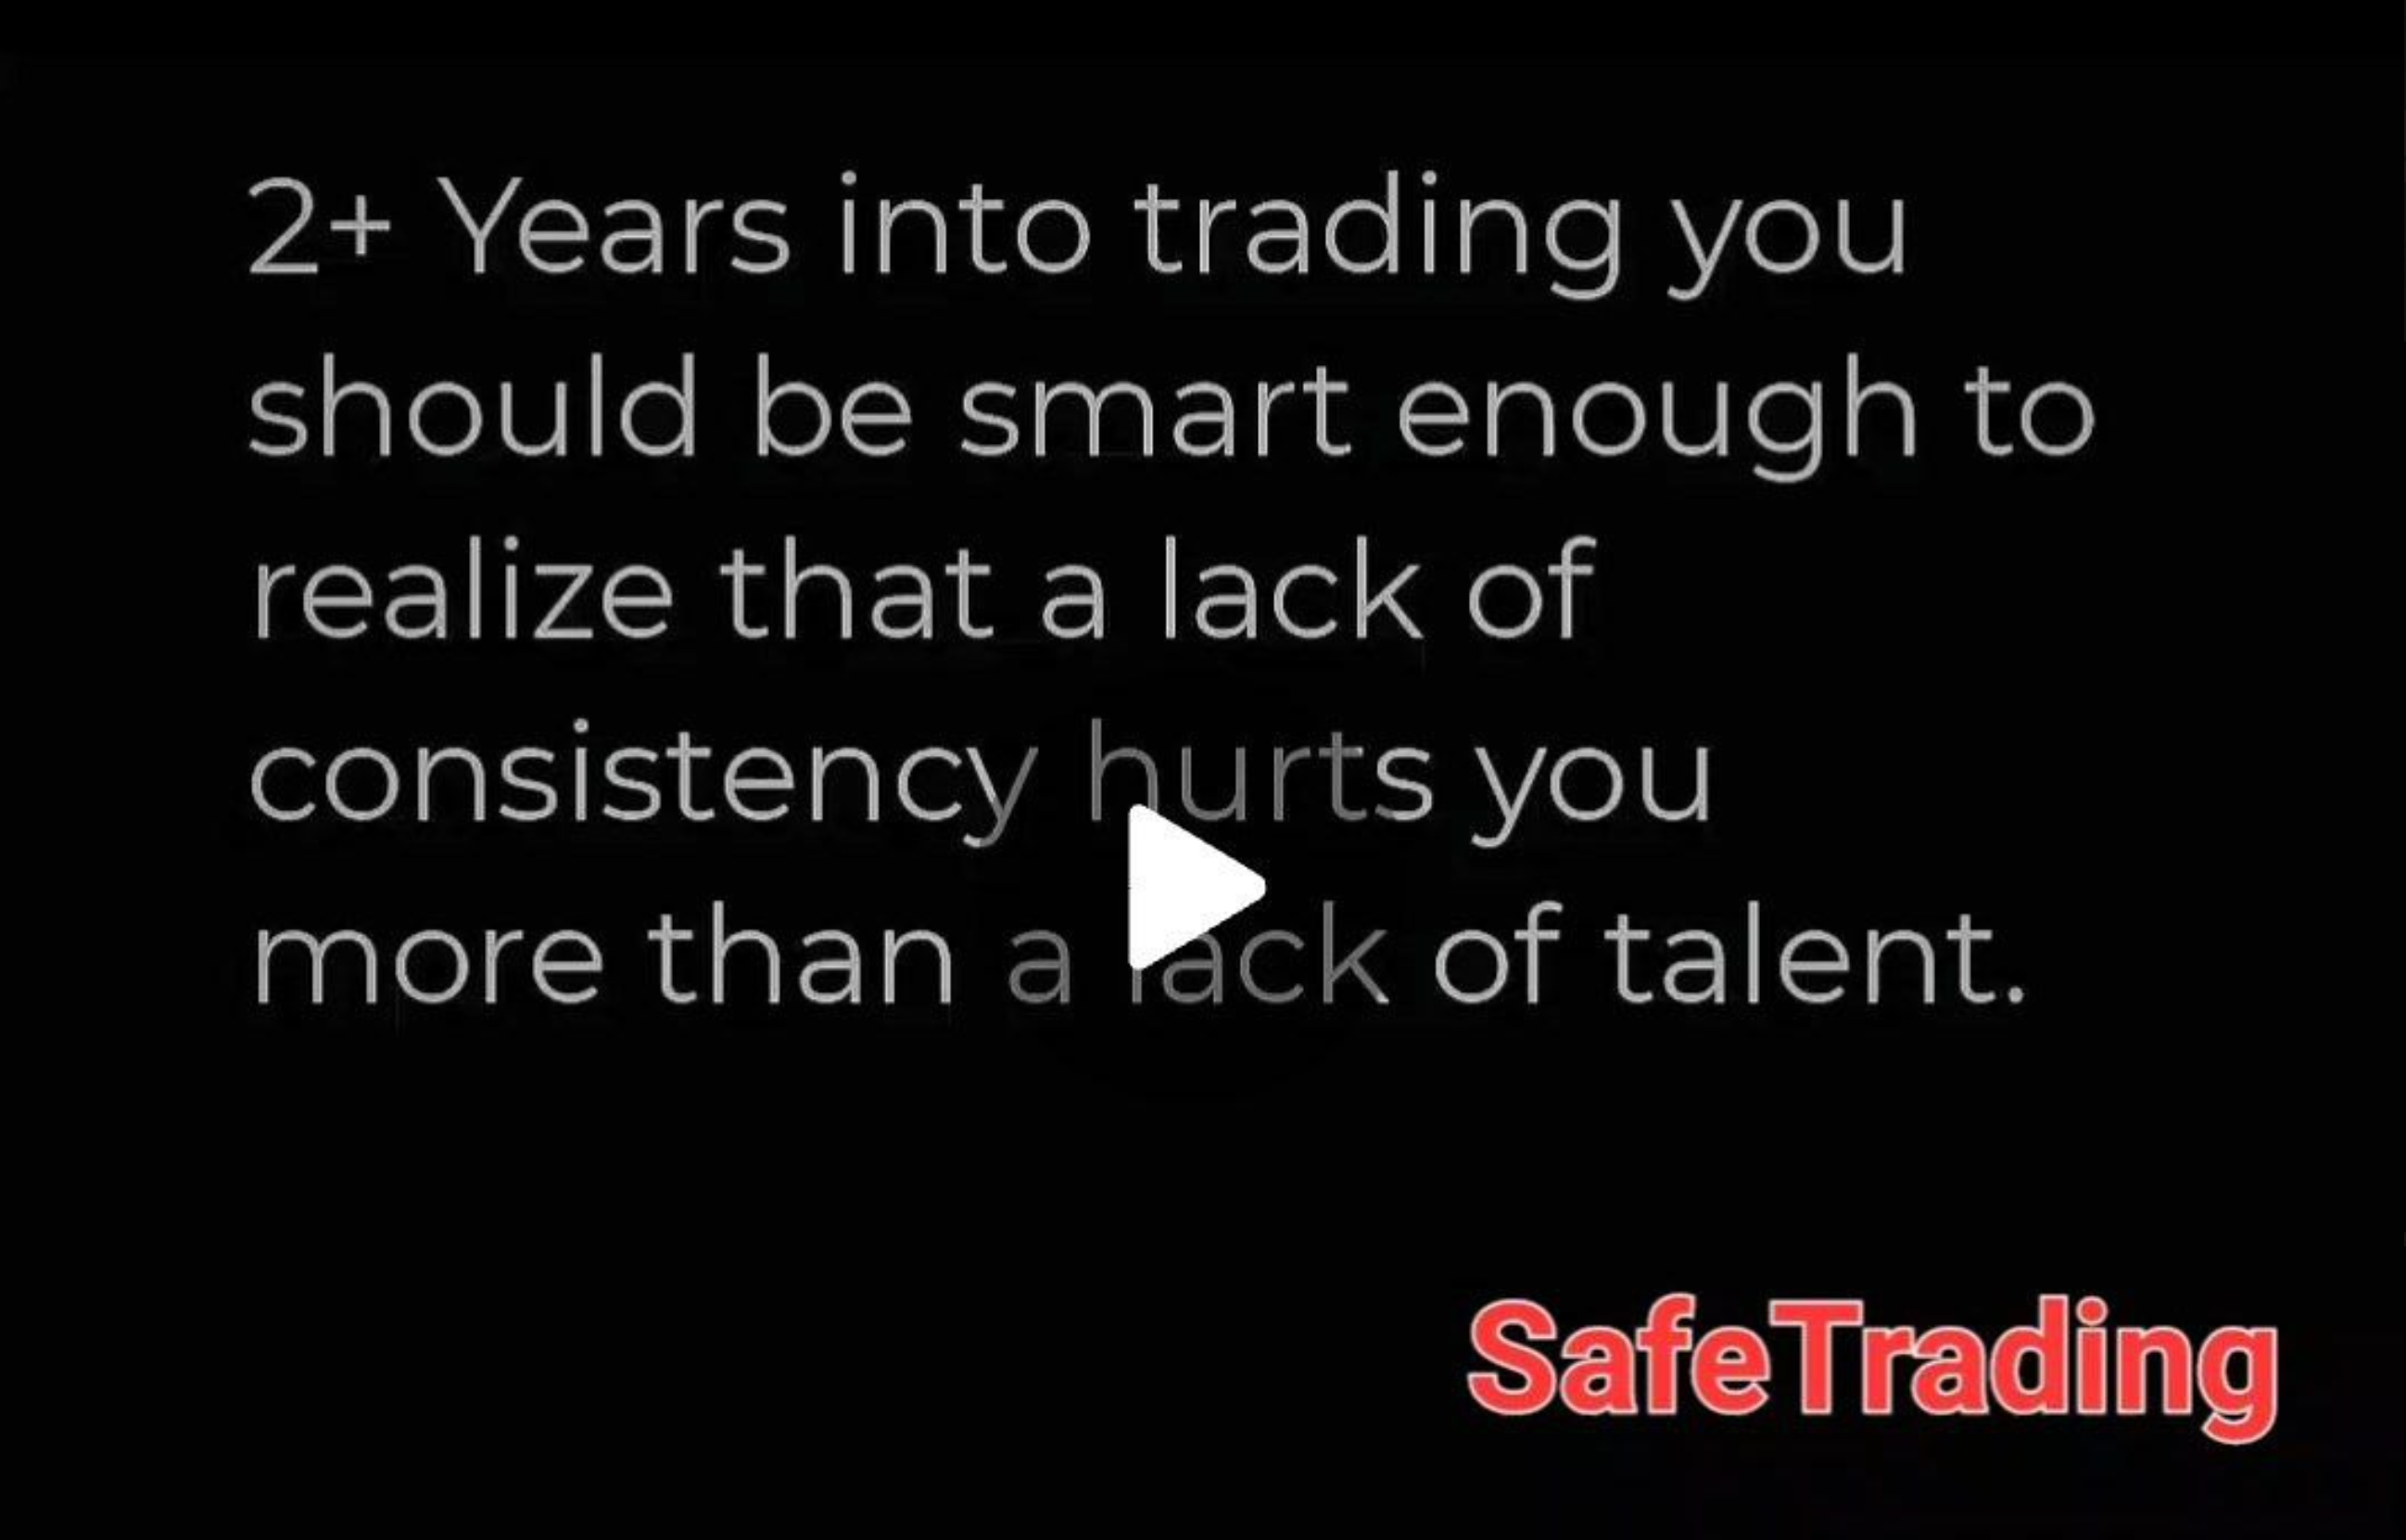 2+ Years into trading you
should be smart enough to
realize that a lack of
consistency hurts you
more than a lack of talent.
SafeTrading